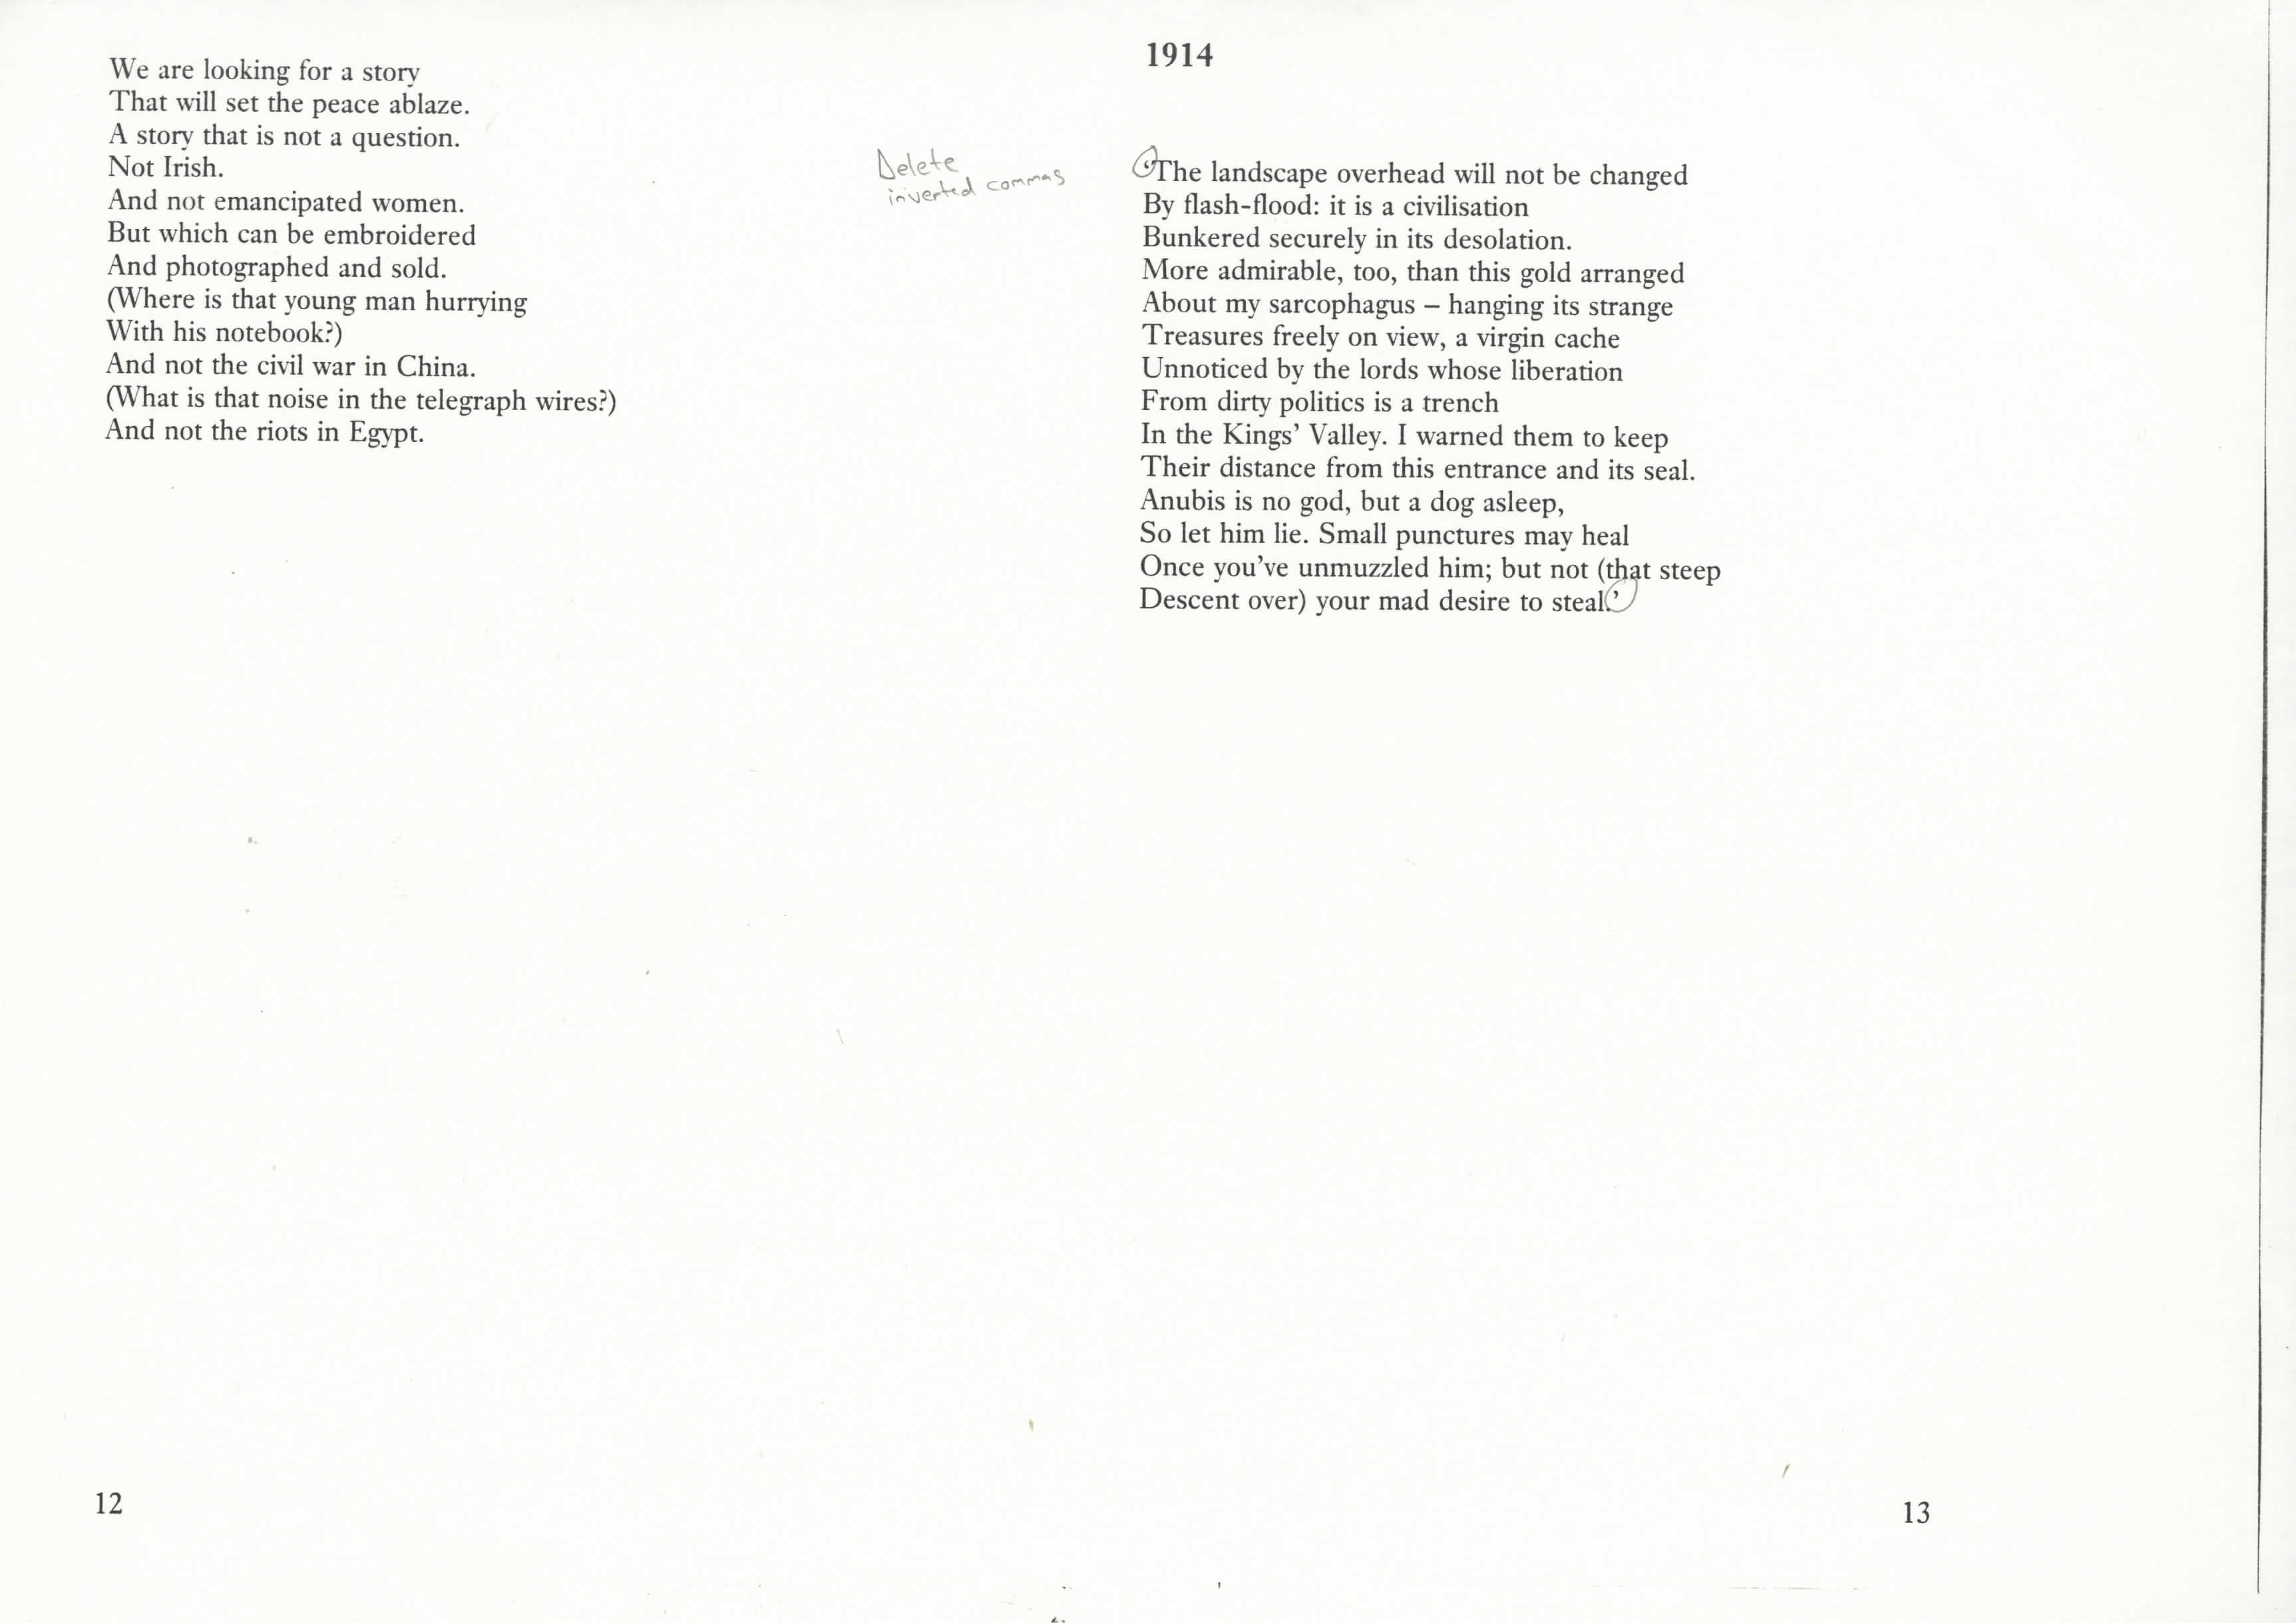 We are looking for a story
That will set the peace ablaze.
A story that is not a question.
Not Irish.
And not emancipated women.
But which can be embroidered
And photographed and sold.
(Where is that young man hurrying
With his notebook?)
And not the civil war in China.
(What is that noise in the telegraph wires?)
And not the riots in Egypt.
12
1914
Delete
inverted commas
‘The landscape overhead will not be changed
By flash-flood: it is a civilisation
Bunkered securely in its desolation.
More admirable, too, than this gold arranged
About my sarcophagus – hanging its strange
Treasures freely on view, a virgin cache
Unnoticed by the lords whose liberation
From dirty politics is a trench
In the Kings’ Valley. I warned them to keep
Their distance from this entrance and its seal.
Anubis is no god, but a dog asleep,
So let him lie. Small punctures may heal
Once you’ve unmuzzled him; but not (that steep
Descent over) your mad desire to steal.’
13